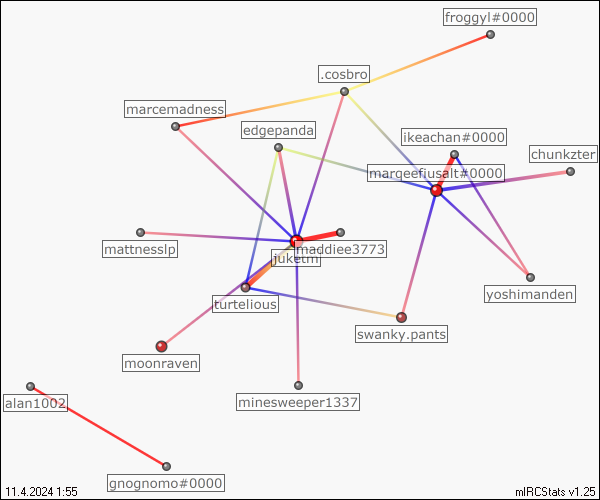 froggyl#0000
.cosbro
marcemadness
edgepanda
ikeachan#0000
chunkzter
margeefiusalt#0000
mattnesslp
maddiee3773
juketm
yoshimanden
turtelious
swanky.pants
moonraven
minesweeper1337
alan1002
gnognomo#0000
11.4.2024 1:55
mIRCStats v1.25